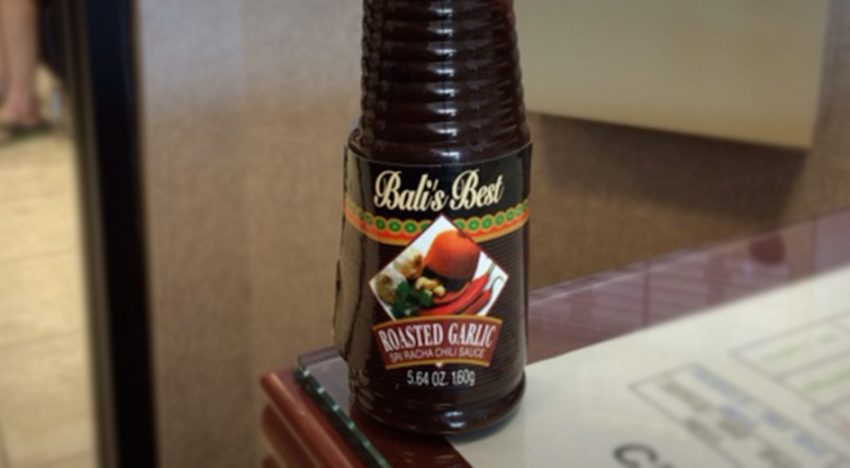 Bali's Best
ROASTED GARLIC
SRI RACHA CHILI SAUCE
5.64 OZ. 160g